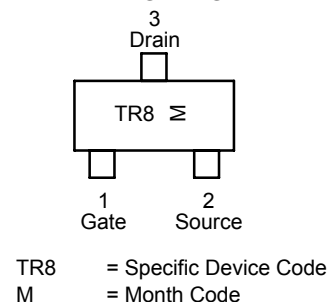 3
Drain
TR8 M
1 2
Gate Source
TR8 = Specific Device Code
M = Month Code